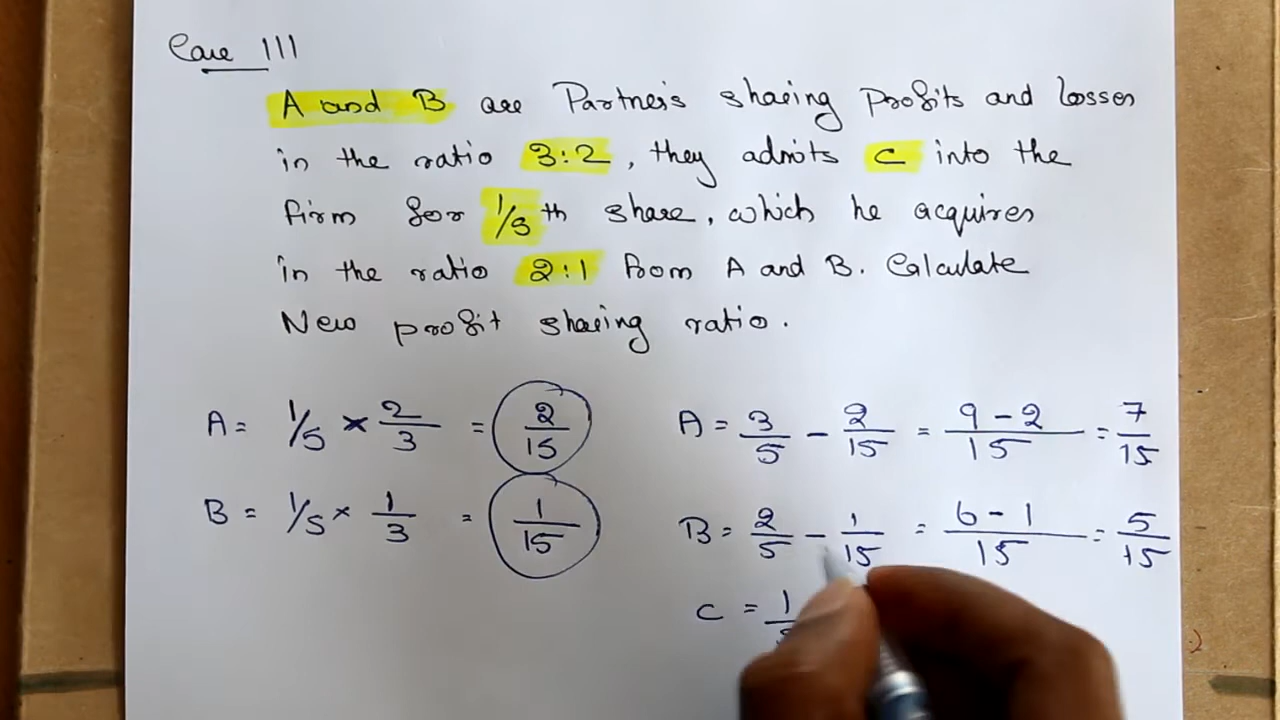 Case III
A and B are Partners sharing Profits and losses
in the ratio 3:2, they admits C into the
firm for 1/5th share, which he acquires
in the ratio 2:1 from A and B. Calculate
New profit sharing ratio.
A = 1/5 × 2/3 = 2/15
B = 1/5 × 1/3 = 1/15
A = 3/5 - 2/15 = 9-2/15 = 7/15
B = 2/5 - 1/15 = 6-1/15 = 5/15
C = 1